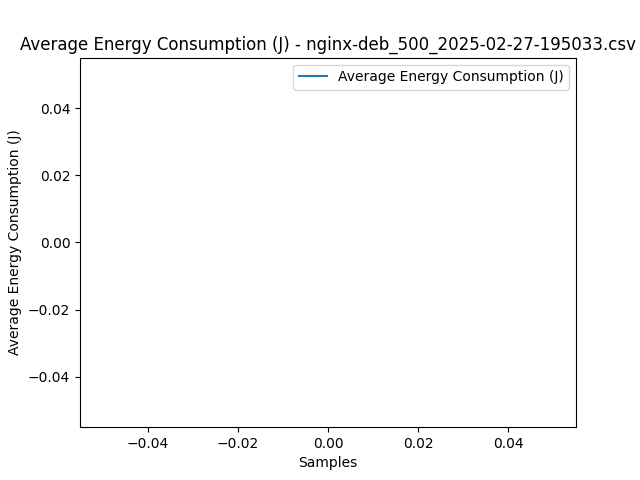 Average Energy Consumption (J) - nginx-deb_500_2025-02-27-195033.csv
Average Energy Consumption (J)
0.04
0.02
0.00
−0.02
−0.04
Average Energy Consumption (J)
−0.04
−0.02
0.00
0.02
0.04
Samples